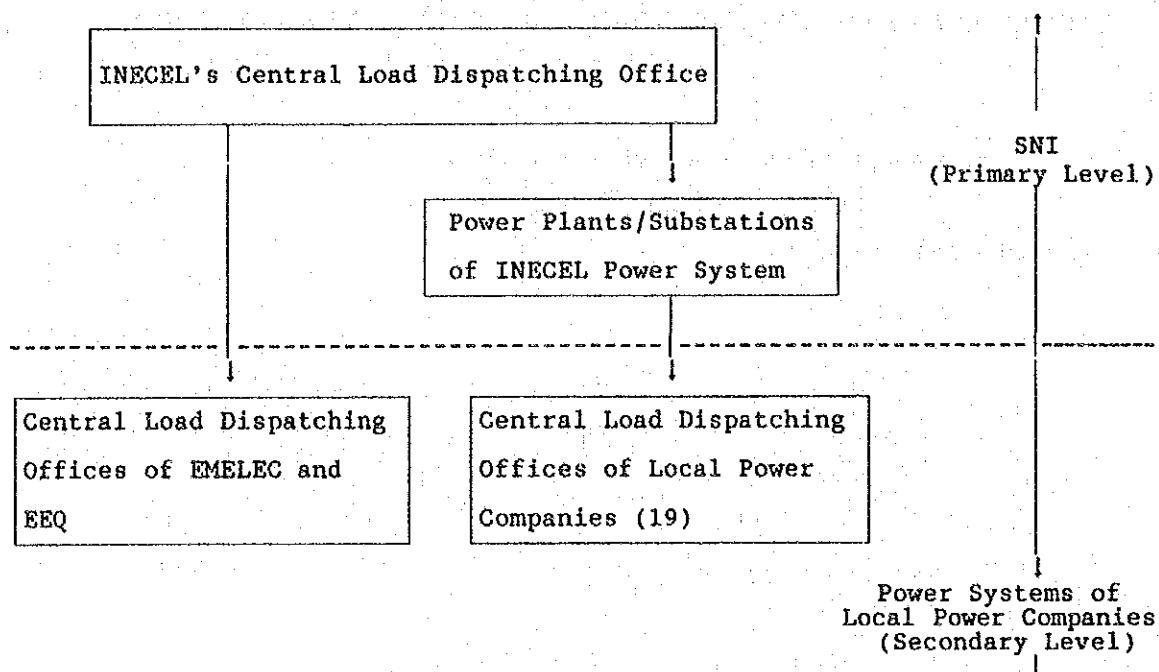 INECEL's Central Load Dispatching Office
SNI
(Primary Level)
Power Plants/Substations
of INECEL Power System
Central Load Dispatching
Offices of EMELEC and
EEQ
Central Load Dispatching
Offices of Local Power
Companies (19)
Power Systems of
Local Power Companies
(Secondary Level)